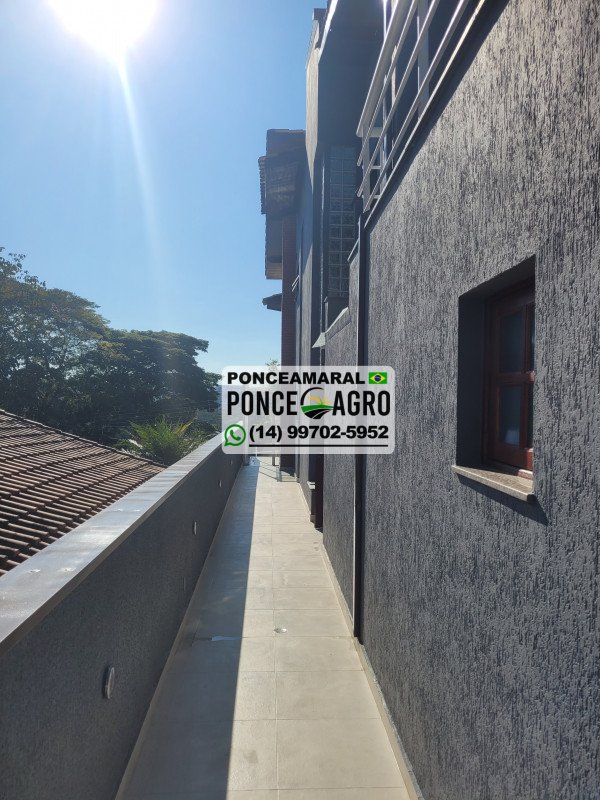 PONCEAMARAL
PONCE AGRO
(14) 99702-5952